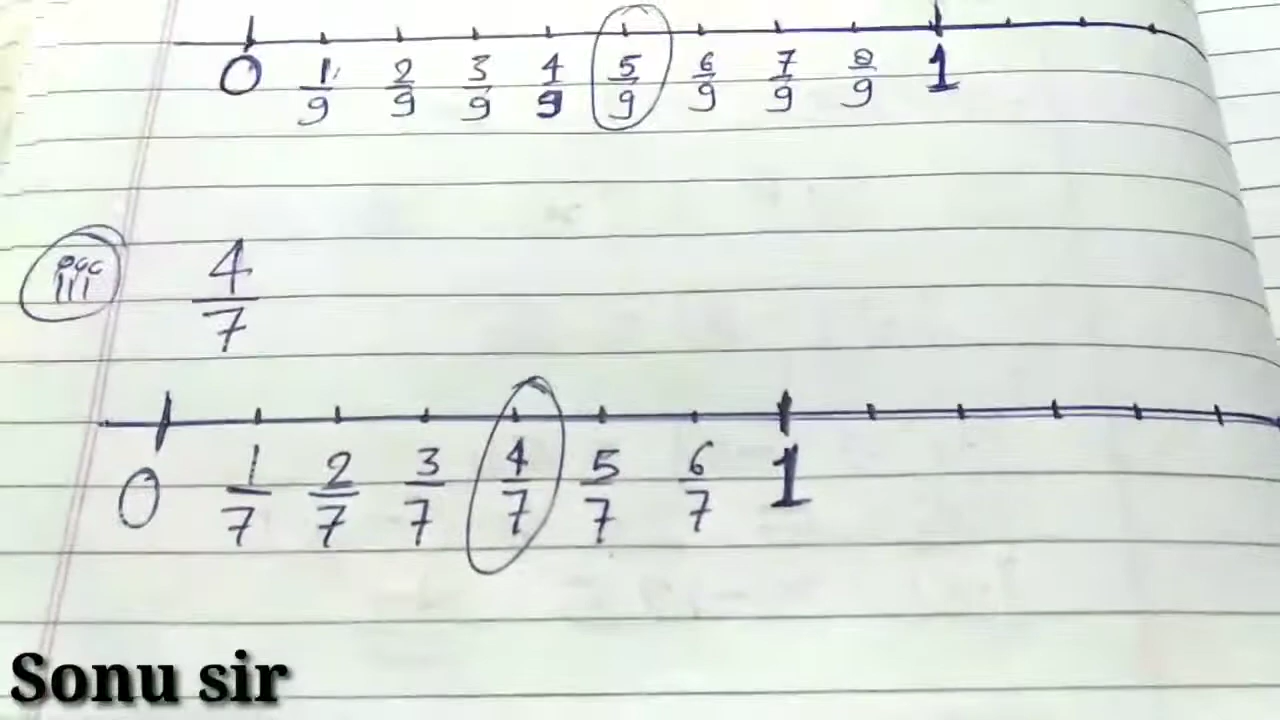 0 1/9 2/9 3/9 4/9 5/9 6/9 7/9 8/9 1
iii 4/7
0 1/7 2/7 3/7 4/7 5/7 6/7 1
Sonu sir